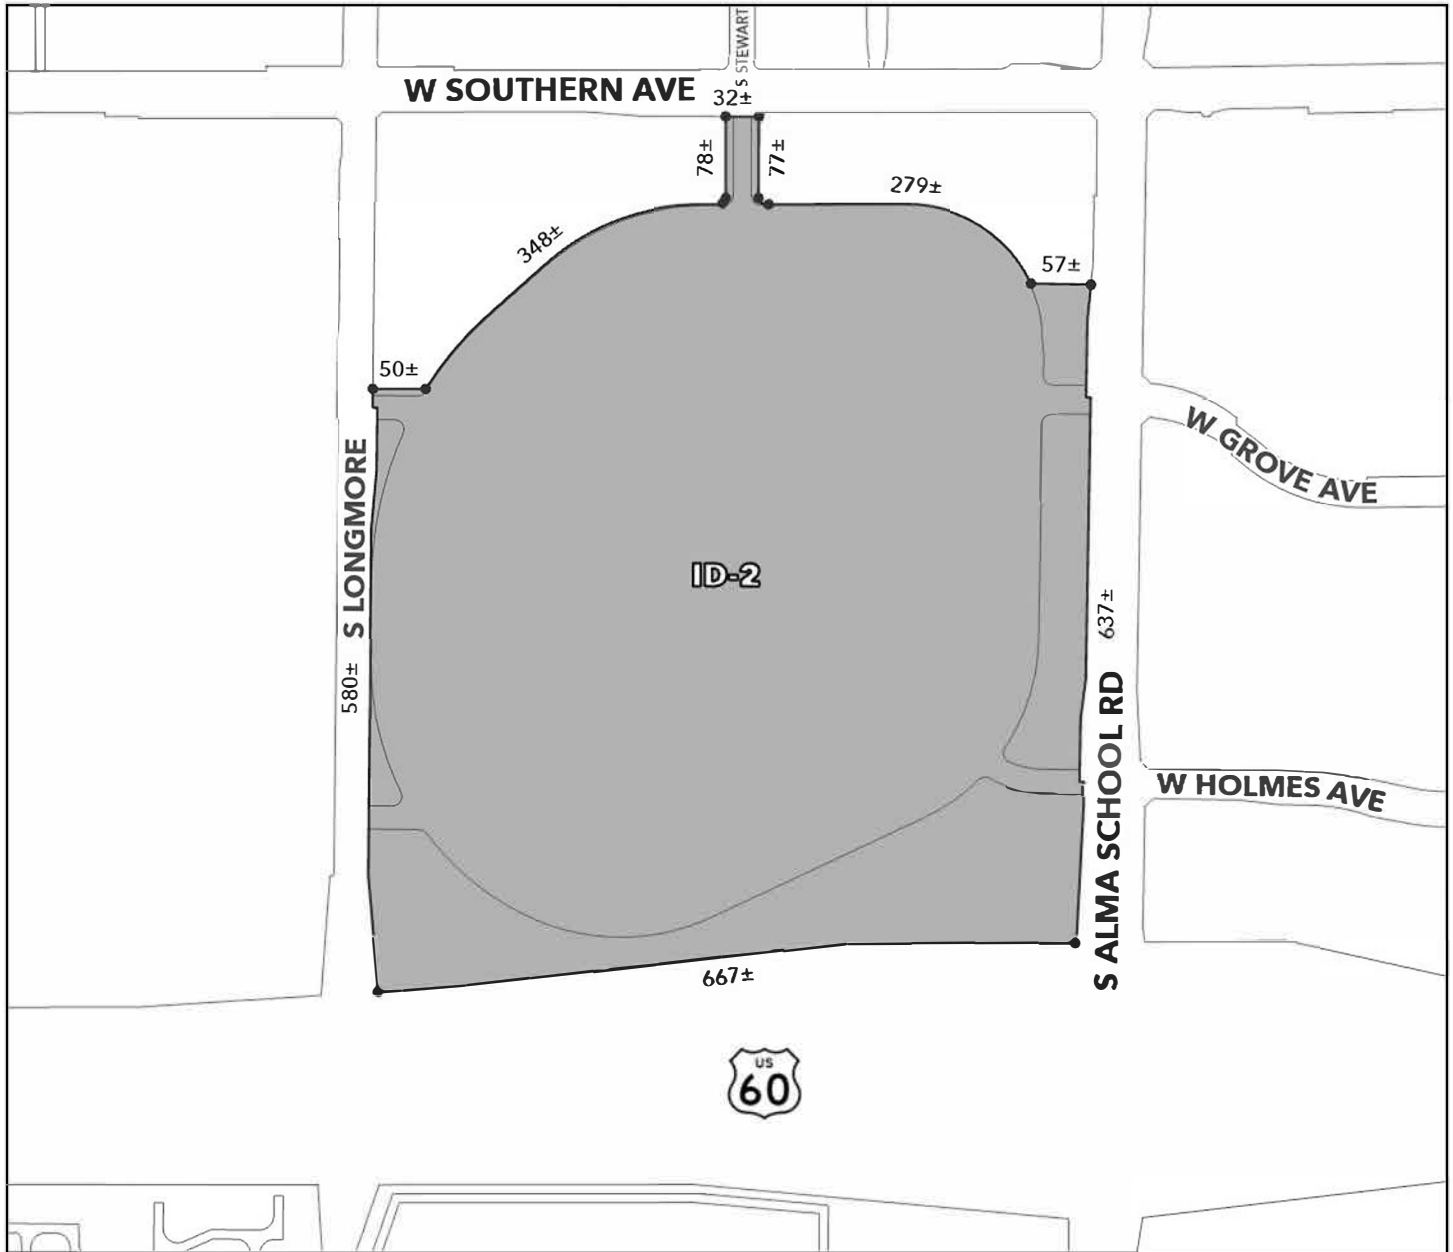 S STEWART
W SOUTHERN AVE
32±
78±
77±
279±
348±
57±
50±
W GROVE AVE
S LONGMORE
ID-2
637±
580±
S ALMA SCHOOL RD
W HOLMES AVE
667±
US
60